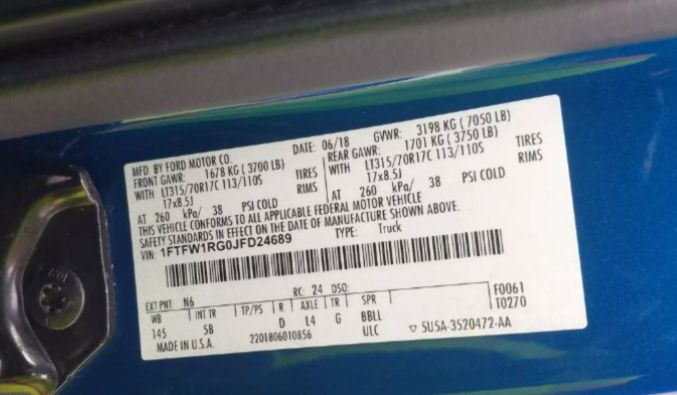 MFD. BY FORD MOTOR CO. DATE: 06/18 GVWR: 3198 KG ( 7050 LB)
FRONT GAWR: 1678 KG ( 3700 LB) REAR GAWR: 1701 KG ( 3750 LB)
WITH LT315/70R17C 113/110S TIRES WITH LT315/70R17C 113/110S TIRES
17x8.5J RIMS 17x8.5J RIMS
AT 260 kPa/ 38 PSI COLD AT 260 kPa/ 38 PSI COLD
THIS VEHICLE CONFORMS TO ALL APPLICABLE FEDERAL MOTOR VEHICLE
SAFETY STANDARDS IN EFFECT ON THE DATE OF MANUFACTURE SHOWN ABOVE.
VIN: 1FTFW1RG0JFD24689 TYPE: Truck
EXT PNT: N6 RC: 24 DSO: F0061
WB INT TR TP/PS R AXLE TR SPR T0270
145 SB D L4 G BBLL
MADE IN U.S.A. 2201806010856 ULC ▽ 5U5A-3520472-AA